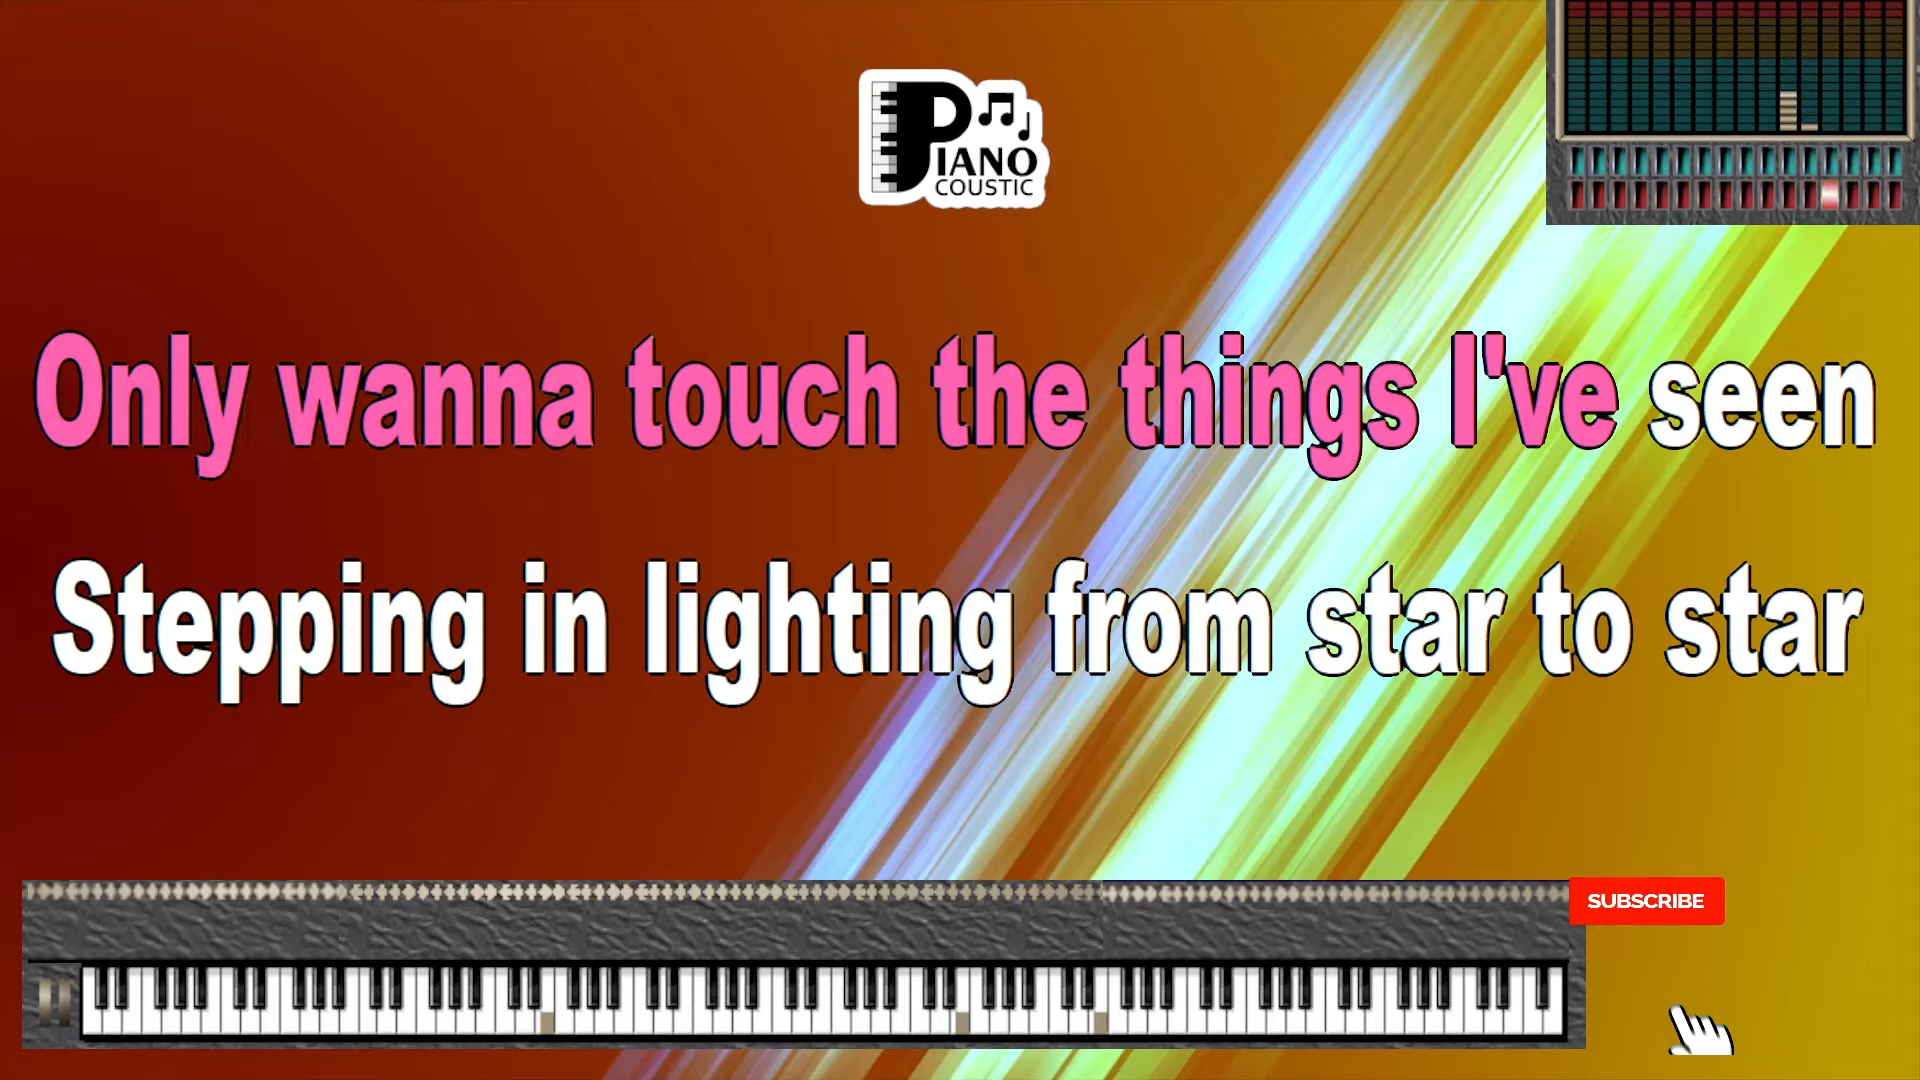 PIANO
COUSTIC
Only wanna touch the things I've seen
Stepping in lighting from star to star
SUBSCRIBE